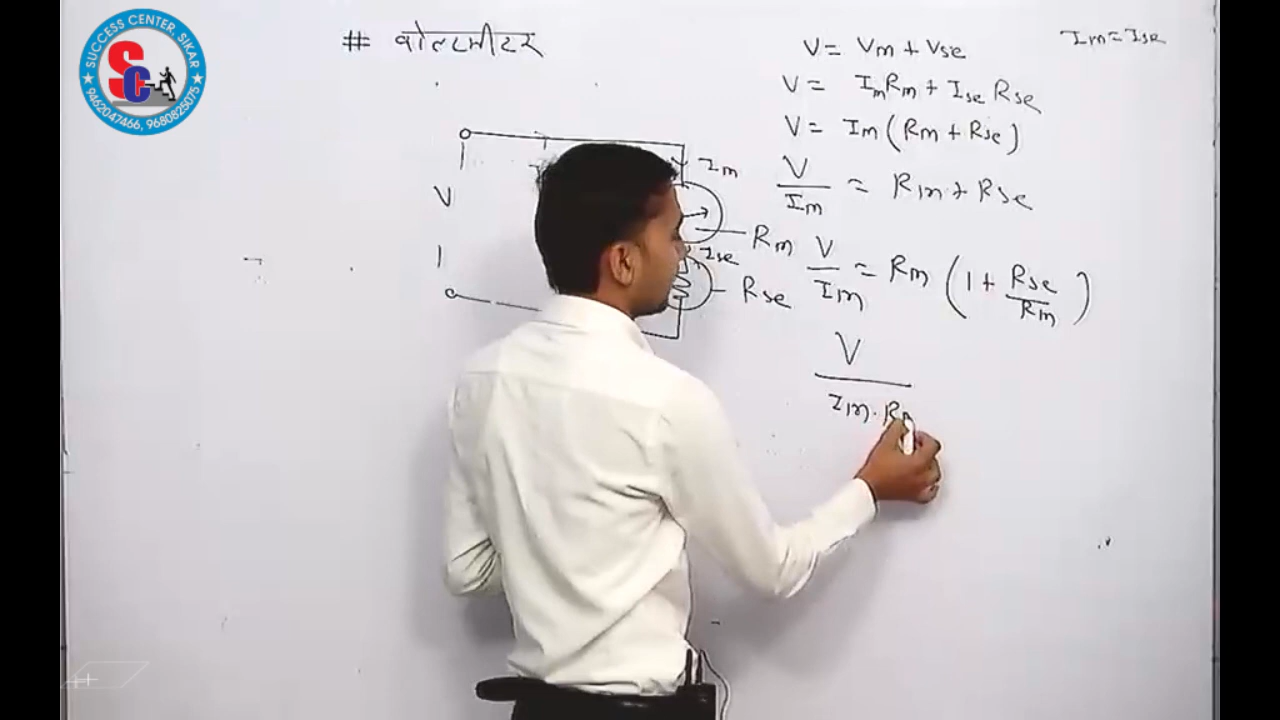 SUCCESS CENTER, SIKAR
SC
9462047466, 9680825075
# वोल्टमीटर
Im = Ise
V = Vm + Vse
V = ImRm + Ise Rse
V = Im (Rm + Rse)
V/Im = Rm + Rse
V/Im = Rm (1 + Rse/Rm)
V/Im.Rm
V
Im
Rm
Ise
Rse